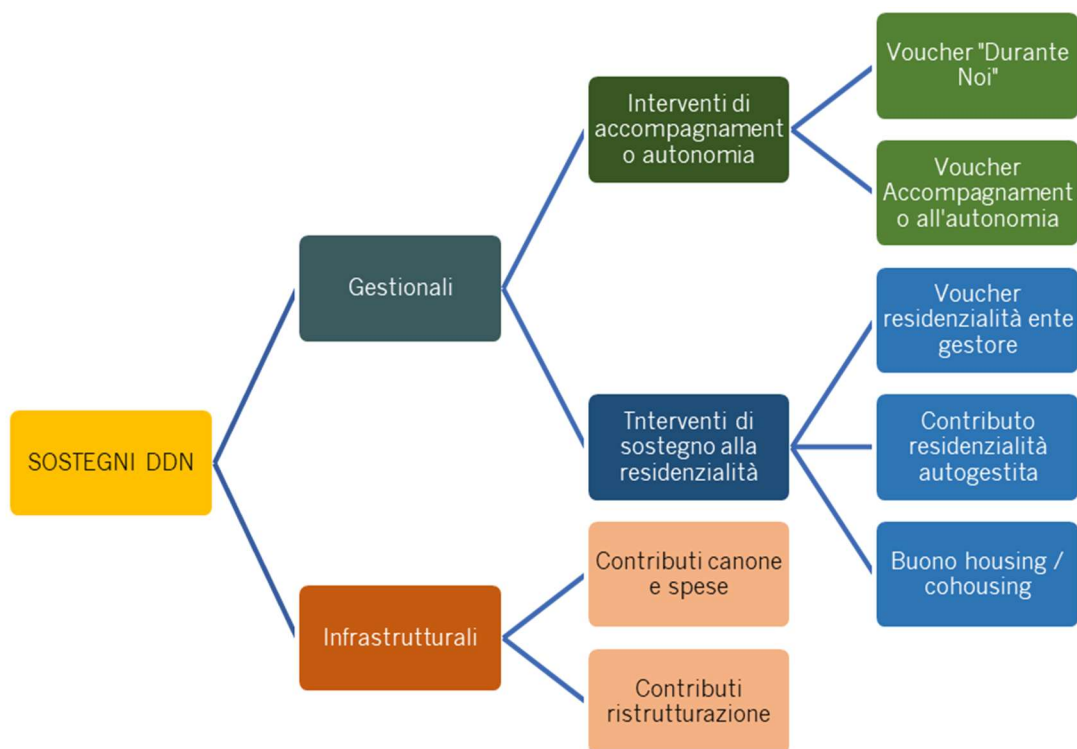 SOSTEGNI DDN
Gestionali
Interventi di
accompagnament
o autonomia
Voucher "Durante
Noi"
Voucher
Accompagnament
o all'autonomia
Tnterventi di
sostegno alla
residenzialità
Voucher
residenzialità ente
gestore
Contributo
residenzialità
autogestita
Buono housing /
cohousing
Infrastrutturali
Contributi canone
e spese
Contributi
ristrutturazione